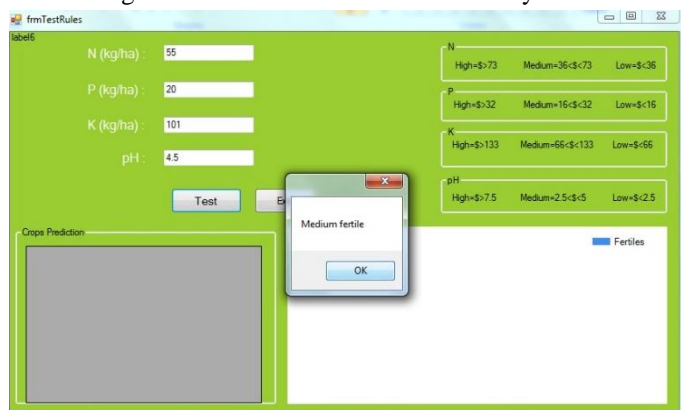 frmTestRules
label6
N (kg/ha) : 55
P (kg/ha) : 20
K (kg/ha) : 101
pH : 4.5
Test
N
High=$>73 Medium=36<$<73 Low=$<36
P
High=$>32 Medium=16<$<32 Low=$<16
K
High=$>133 Medium=66<$<133 Low=$<66
pH
High=$>7.5 Medium=2.5<$<5 Low=$<2.5
Medium fertile
OK
Crops Prediction
Fertiles